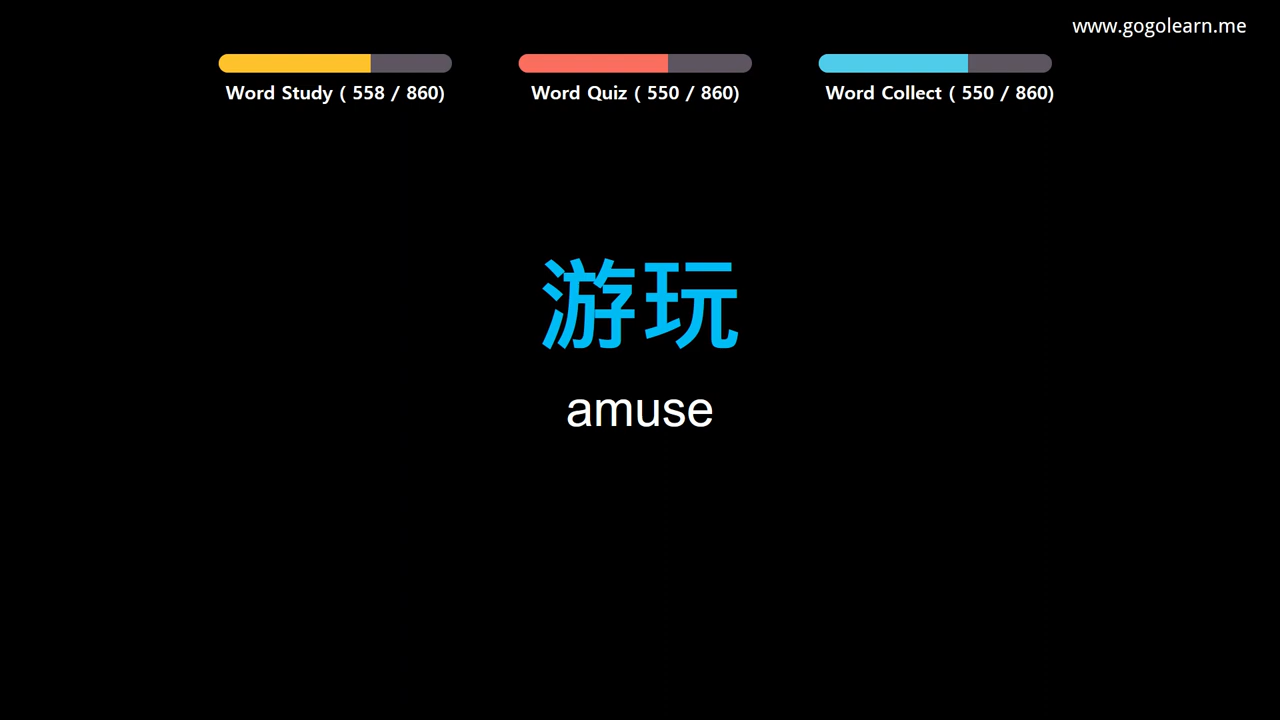 www.gogolearn.me
Word Study ( 558 / 860)
Word Quiz ( 550 / 860)
Word Collect ( 550 / 860)
游玩
amuse